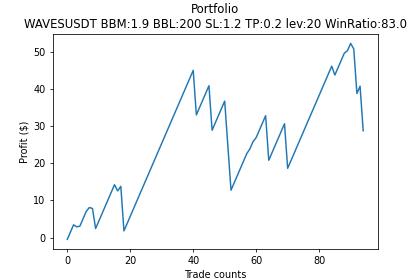 Portfolio
WAVESUSDT BBM:1.9 BBL:200 SL:1.2 TP:0.2 lev:20 WinRatio:83.0
50
40
30
20
10
0
Profit ($)
0 20 40 60 80
Trade counts